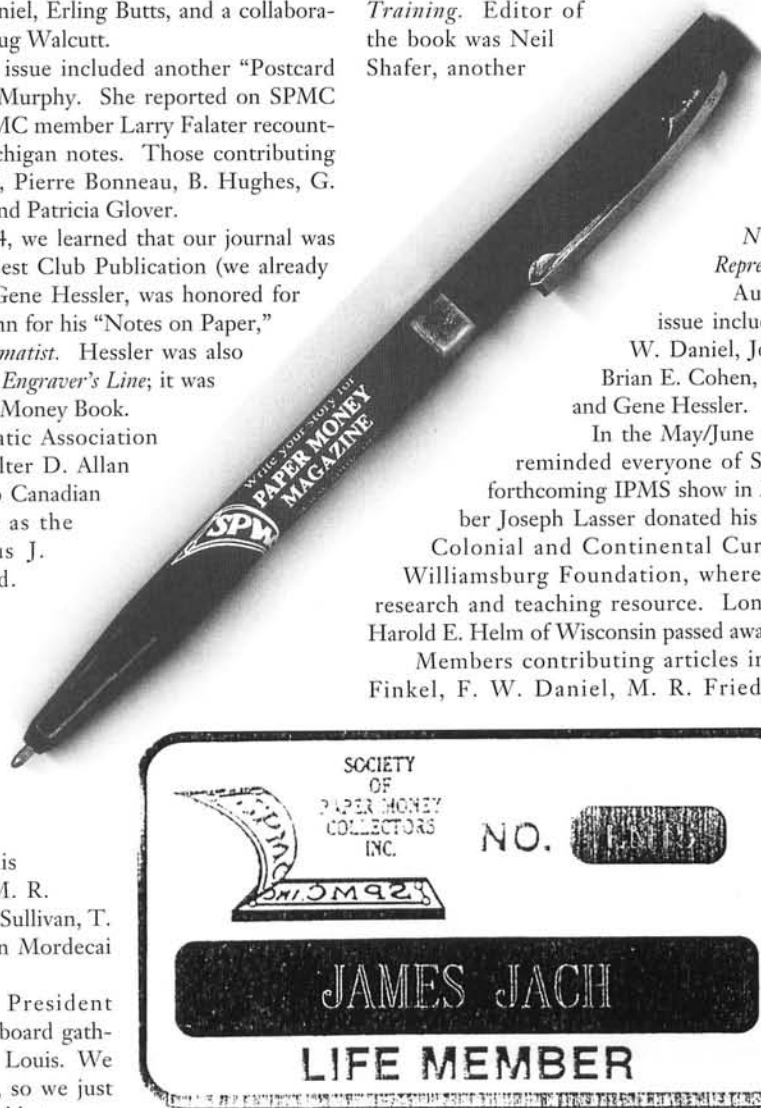 niel, Erling Butts, and a collabora-
ug Walcutt.
issue included another “Postcard
Murphy. She reported on SPMC
MC member Larry Falater recount-
chigan notes. Those contributing
, Pierre Bonneau, B. Hughes, G.
nd Patricia Glover.
4, we learned that our journal was
est Club Publication (we already
Gene Hessler, was honored for
nn for his “Notes on Paper,”
matist. Hessler was also
Engraver's Line; it was
Money Book.
atic Association
lter D. Allan
o Canadian
as the
us J.
d.
is
M. R.
Sullivan, T.
n Mordecai
President
board gath-
Louis. We
, so we just
Training. Editor of
the book was Neil
Shafer, another
N
Repre
Au
issue inclu
W. Daniel, Jo
Brian E. Cohen,
and Gene Hessler.
In the May/June
reminded everyone of S
forthcoming IPMS show in
ber Joseph Lasser donated his
Colonial and Continental Cur
Williamsburg Foundation, where
research and teaching resource. Lon
Harold E. Helm of Wisconsin passed awa
Members contributing articles in
Finkel, F. W. Daniel, M. R. Fried
Write your story for
PAPER MONEY
MAGAZINE
SPM
SOCIETY
OF
PAPER MONEY
COLLECTORS
INC.
SPMC
SPMC INC.
NO.
JAMES JACH
LIFE MEMBER